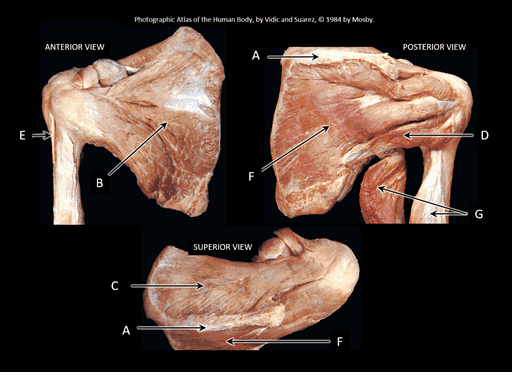 Photographic Atlas of the Human Body, by Vidic and Suarez, © 1984 by Mosby.
ANTERIOR VIEW
POSTERIOR VIEW
A
E
D
B
F
G
SUPERIOR VIEW
C
A
F